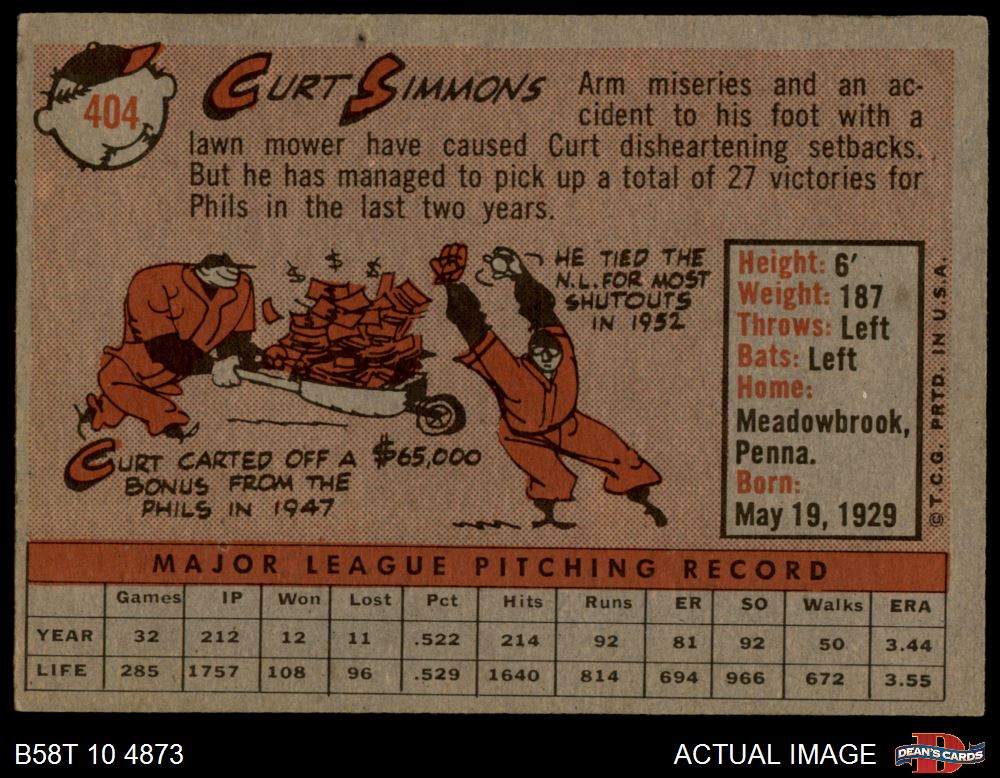 404
CURT SIMMONS
Arm miseries and an ac-
cident to his foot with a
lawn mower have caused Curt disheartening setbacks.
But he has managed to pick up a total of 27 victories for
Phils in the last two years.
HE TIED THE
N.L. FOR MOST
SHUTOUTS
IN 1952
CURT CARTED OFF A $65,000
BONUS FROM THE
PHILS IN 1947
$ $ $
Height: 6'
Weight: 187
Throws: Left
Bats: Left
Home:
Meadowbrook,
Penna.
Born:
May 19, 1929
© T.C.G. PRTD. IN U.S.A.
MAJOR LEAGUE PITCHING RECORD
Games IP Won Lost Pct Hits Runs ER SO Walks ERA
YEAR 32 212 12 11 .522 214 92 81 92 50 3.44
LIFE 285 1757 108 96 .529 1640 814 694 966 672 3.55
B58T 10 4873
ACTUAL IMAGE
D
DEAN'S CARDS